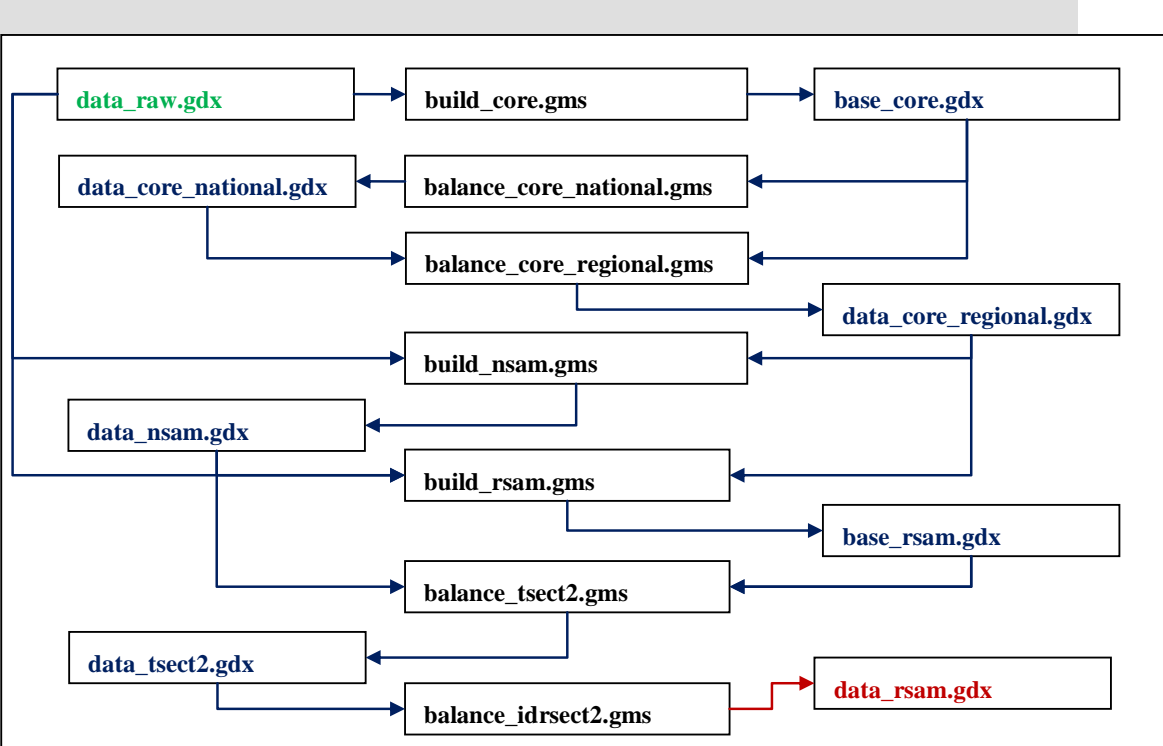 data_raw.gdx
build_core.gms
base_core.gdx
data_core_national.gdx
balance_core_national.gms
balance_core_regional.gms
data_core_regional.gdx
build_nsam.gms
data_nsam.gdx
build_rsam.gms
base_rsam.gdx
balance_tsect2.gms
data_tsect2.gdx
data_rsam.gdx
balance_idrsect2.gms